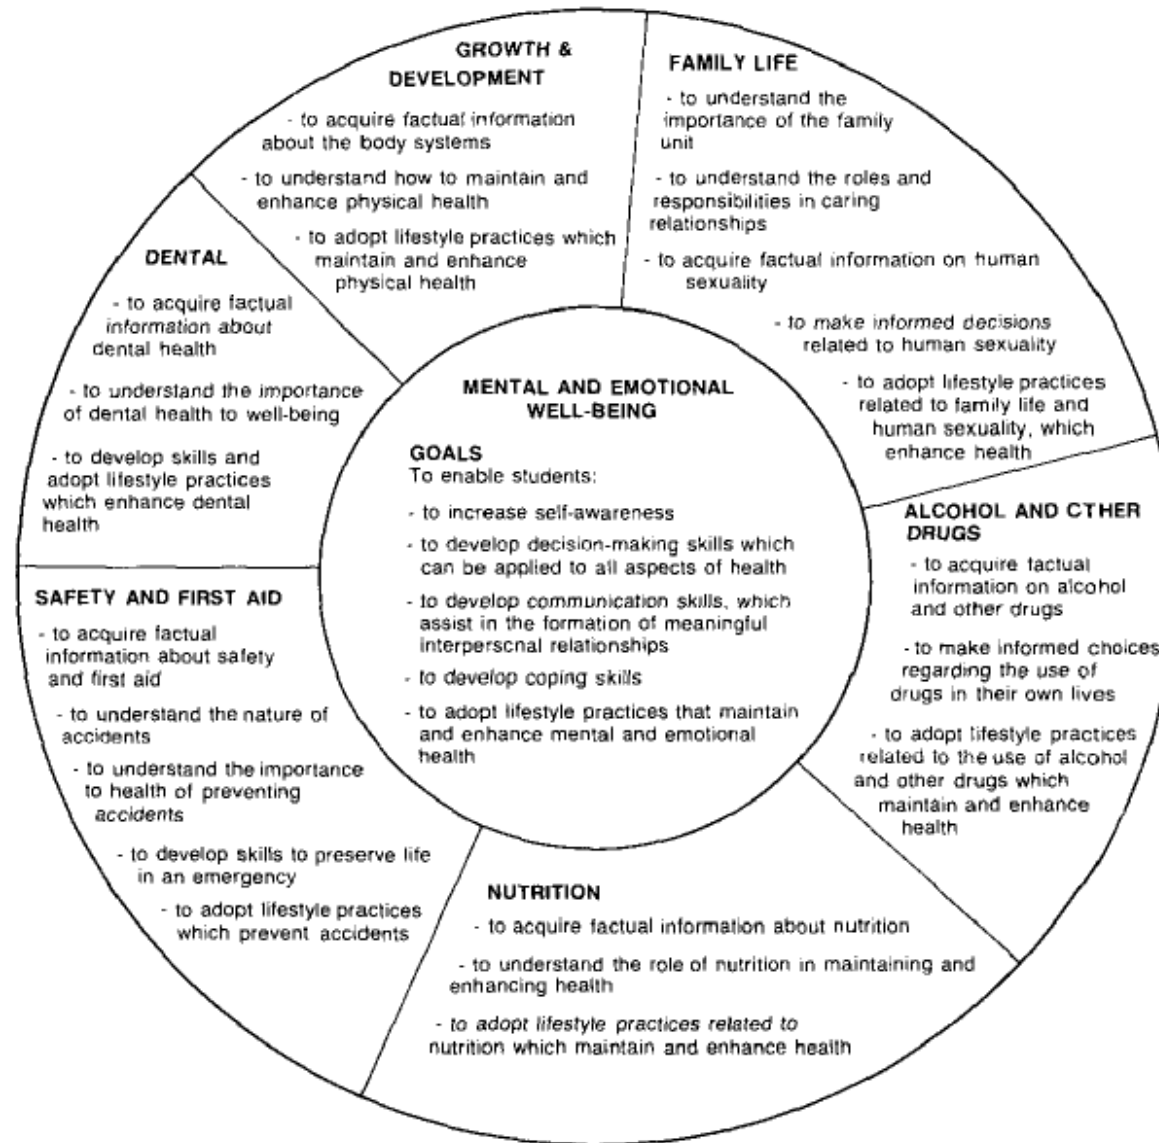 GROWTH &
DEVELOPMENT
- to acquire factual information
about the body systems
- to understand how to maintain and
enhance physical health
- to adopt lifestyle practices which
maintain and enhance
physical health
FAMILY LIFE
- to understand the
importance of the family
unit
- to understand the roles and
responsibilities in caring
relationships
- to acquire factual information on human
sexuality
- to make informed decisions
related to human sexuality
- to adopt lifestyle practices
related to family life and
human sexuality, which
enhance health
DENTAL
- to acquire factual
information about
dental health
- to understand the importance
of dental health to well-being
- to develop skills and
adopt lifestyle practices
which enhance dental
health
MENTAL AND EMOTIONAL
WELL-BEING
GOALS
To enable students:
- to increase self-awareness
- to develop decision-making skills which
can be applied to all aspects of health
- to develop communication skills, which
assist in the formation of meaningful
interpersonal relationships
- to develop coping skills
- to adopt lifestyle practices that maintain
and enhance mental and emotional
health
ALCOHOL AND OTHER
DRUGS
- to acquire factual
information on alcohol
and other drugs
- to make informed choices
regarding the use of
drugs in their own lives
- to adopt lifestyle practices
related to the use of alcohol
and other drugs which
maintain and enhance
health
SAFETY AND FIRST AID
- to acquire factual
information about safety
and first aid
- to understand the nature of
accidents
- to understand the importance
to health of preventing
accidents
- to develop skills to preserve life
in an emergency
- to adopt lifestyle practices
which prevent accidents
NUTRITION
- to acquire factual information about nutrition
- to understand the role of nutrition in maintaining and
enhancing health
- to adopt lifestyle practices related to
nutrition which maintain and enhance health